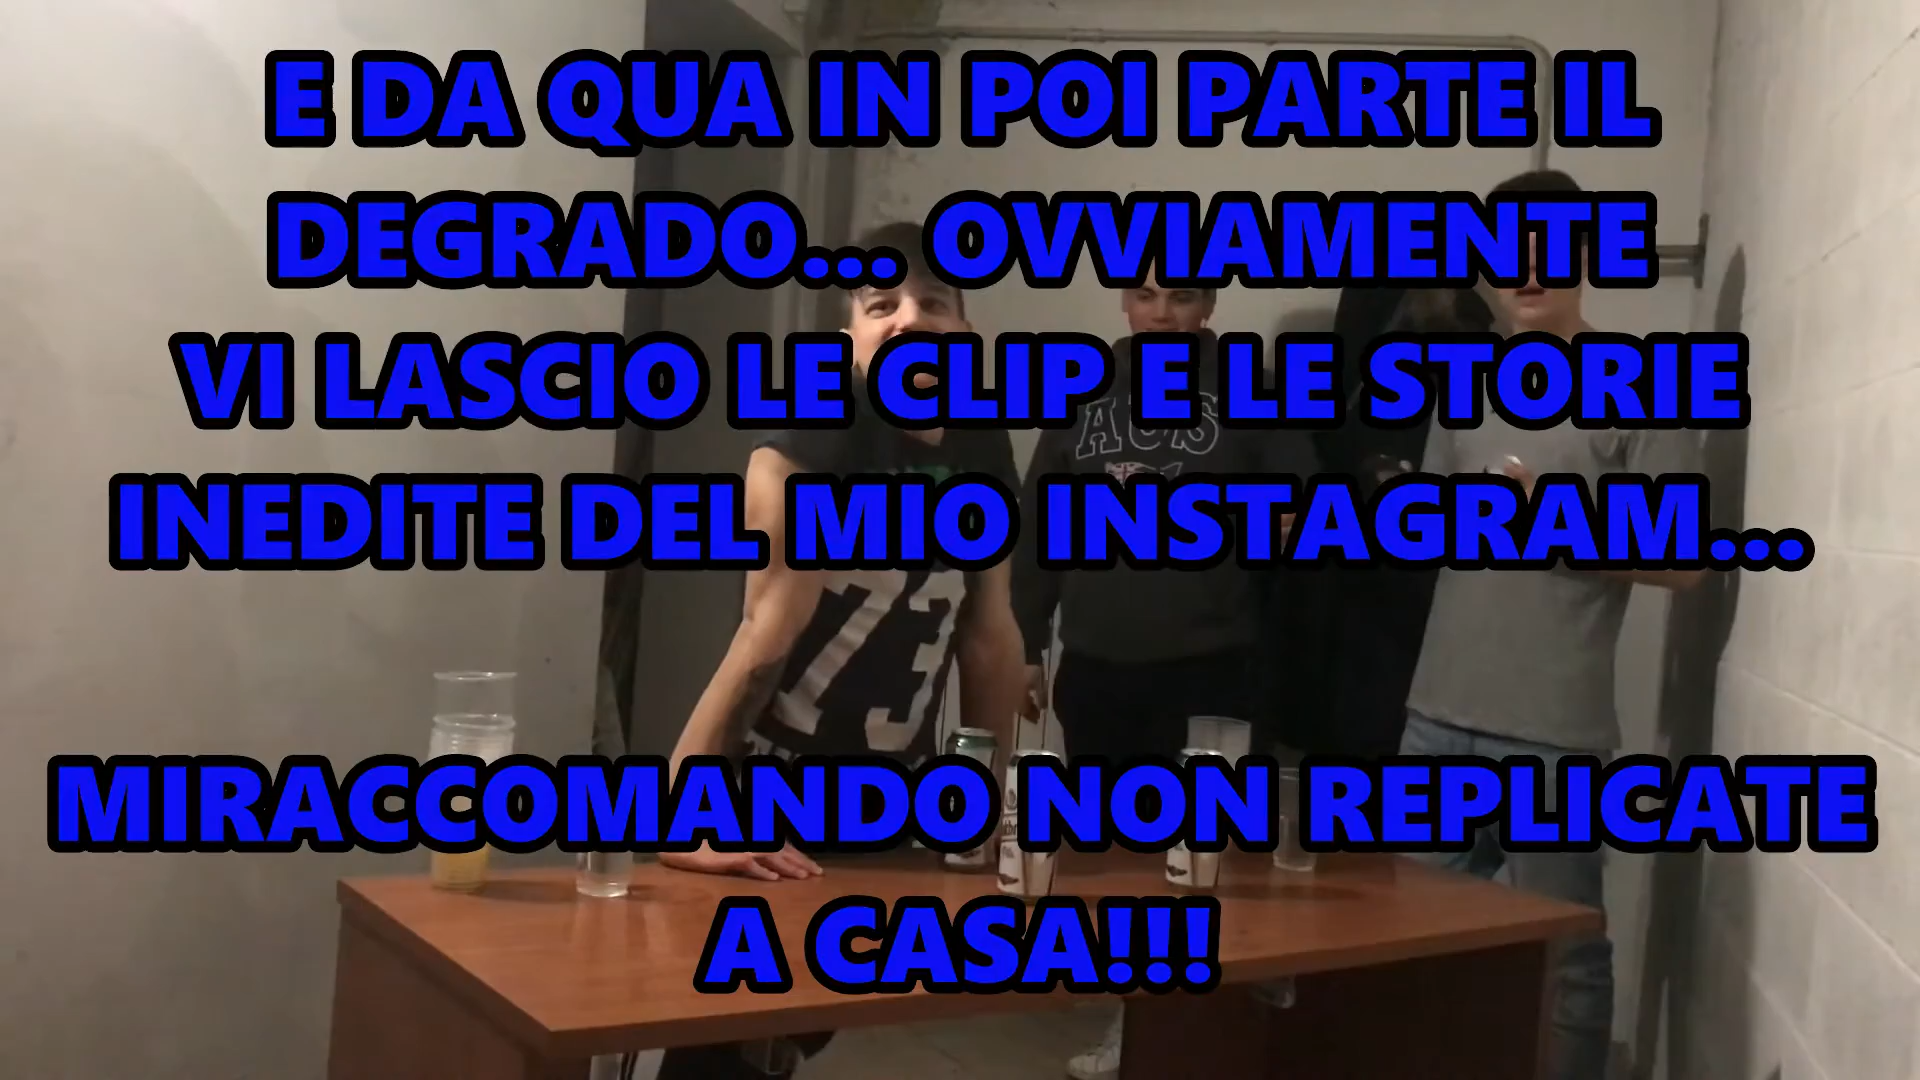 E DA QUA IN POI PARTE IL
DEGRADO... OVVIAMENTE
VI LASCIO LE CLIP E LE STORIE
INEDITE DEL MIO INSTAGRAM...
MIRACCOMANDO NON REPLICATE
A CASA!!!
73